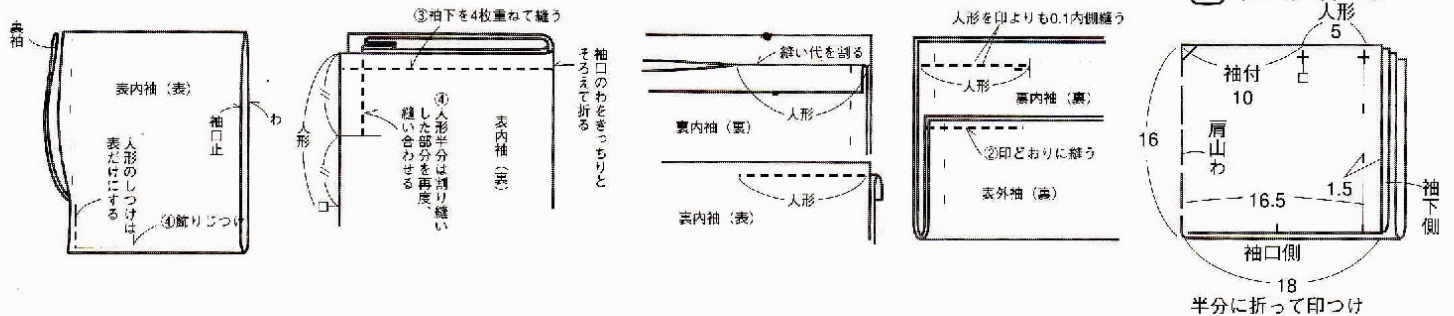 裏袖
表内袖（表）
わ
袖口止
人形のしつけは
表だけにする
④飾りじつけ
③袖下を4枚重ねて縫う
袖口のわをきっちりと
そろえて折る
人形
④人形半分は割り縫い
した部分を再度、
縫い合わせる
表内袖（裏）
縫い代を割る
人形
裏内袖（裏）
人形
裏内袖（表）
人形を印よりも0.1内側縫う
人形
裏内袖（裏）
②印どおりに縫う
表外袖（裏）
人形
5
袖付
10
16
肩山わ
1.5
16.5
袖下側
袖口側
18
半分に折って印つけ